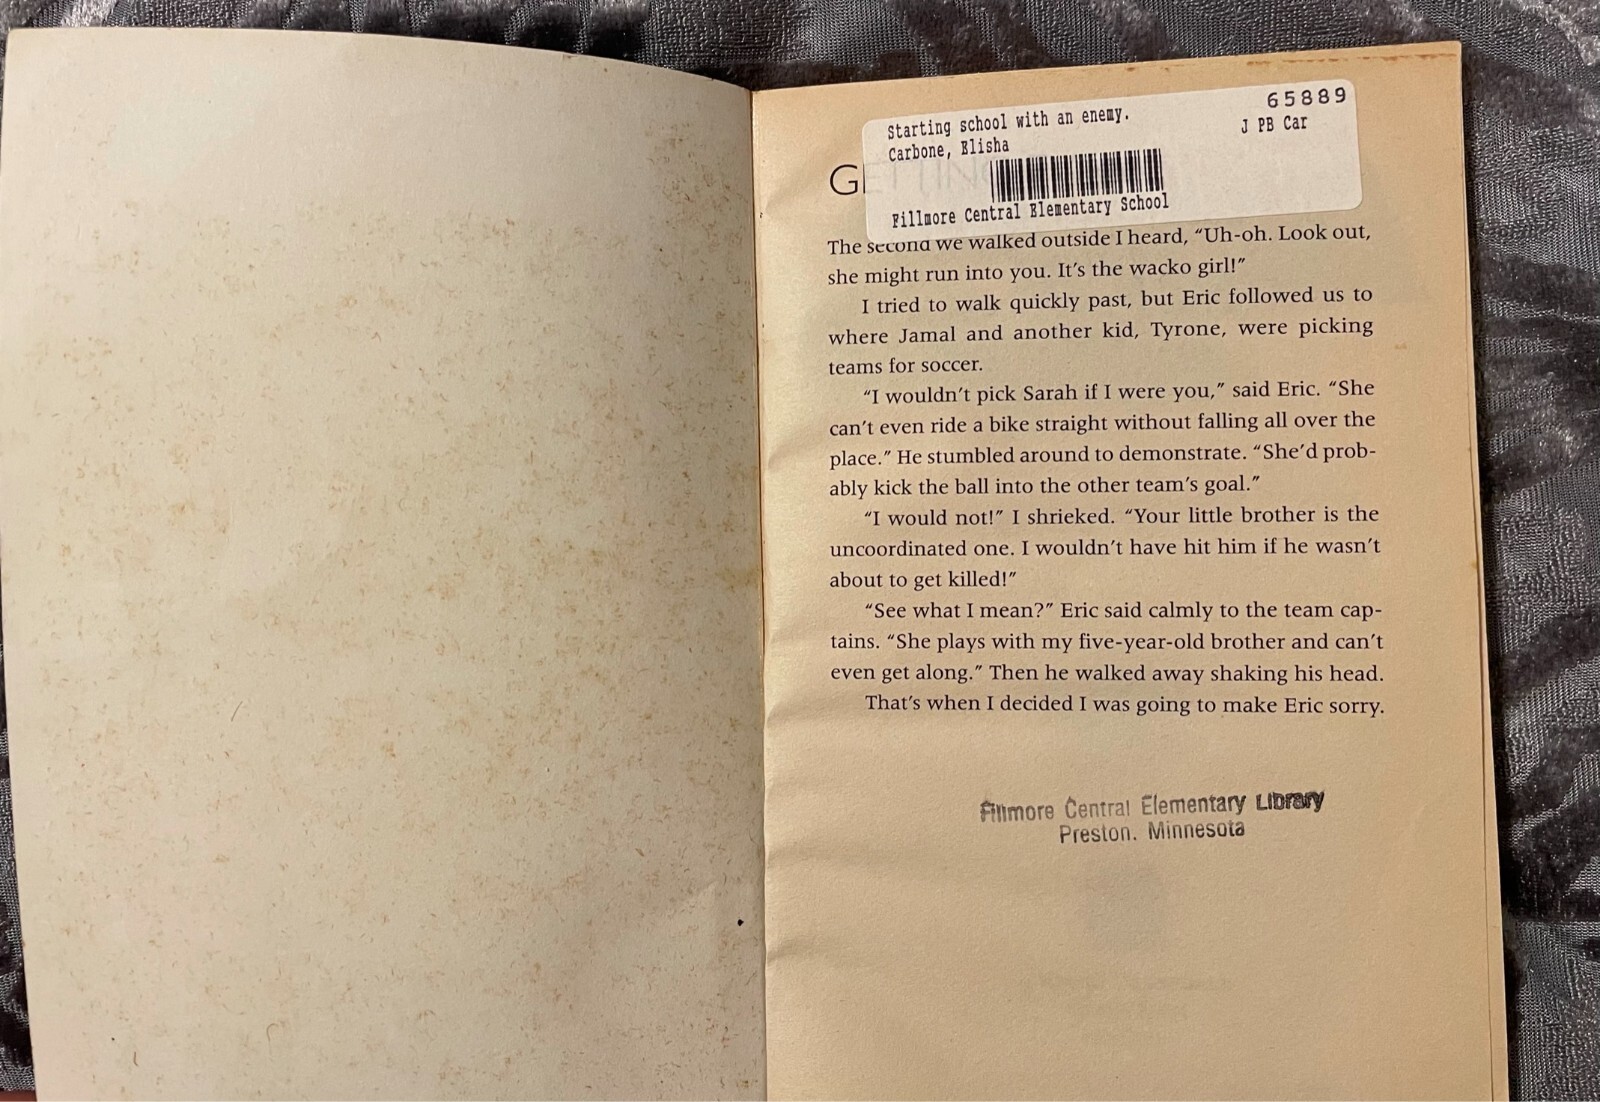 Starting school with an enemy.
65889
Carbone, Elisha
J PB Car
GETTING
Fillmore Central Elementary School
The second we walked outside I heard, “Uh-oh. Look out,
she might run into you. It’s the wacko girl!”
I tried to walk quickly past, but Eric followed us to
where Jamal and another kid, Tyrone, were picking
teams for soccer.
“I wouldn’t pick Sarah if I were you,” said Eric. “She
can’t even ride a bike straight without falling all over the
place.” He stumbled around to demonstrate. “She’d prob-
ably kick the ball into the other team’s goal.”
“I would not!” I shrieked. “Your little brother is the
uncoordinated one. I wouldn’t have hit him if he wasn’t
about to get killed!”
“See what I mean?” Eric said calmly to the team cap-
tains. “She plays with my five-year-old brother and can’t
even get along.” Then he walked away shaking his head.
That’s when I decided I was going to make Eric sorry.
Fillmore Central Elementary Library
Preston. Minnesota